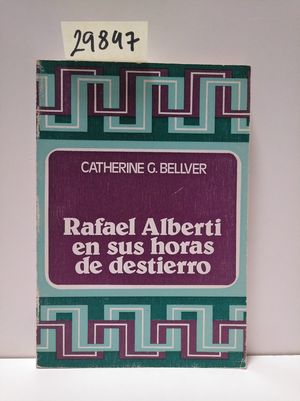 29847
CATHERINE G. BELLVER
Rafael Alberti
en sus horas
de destierro